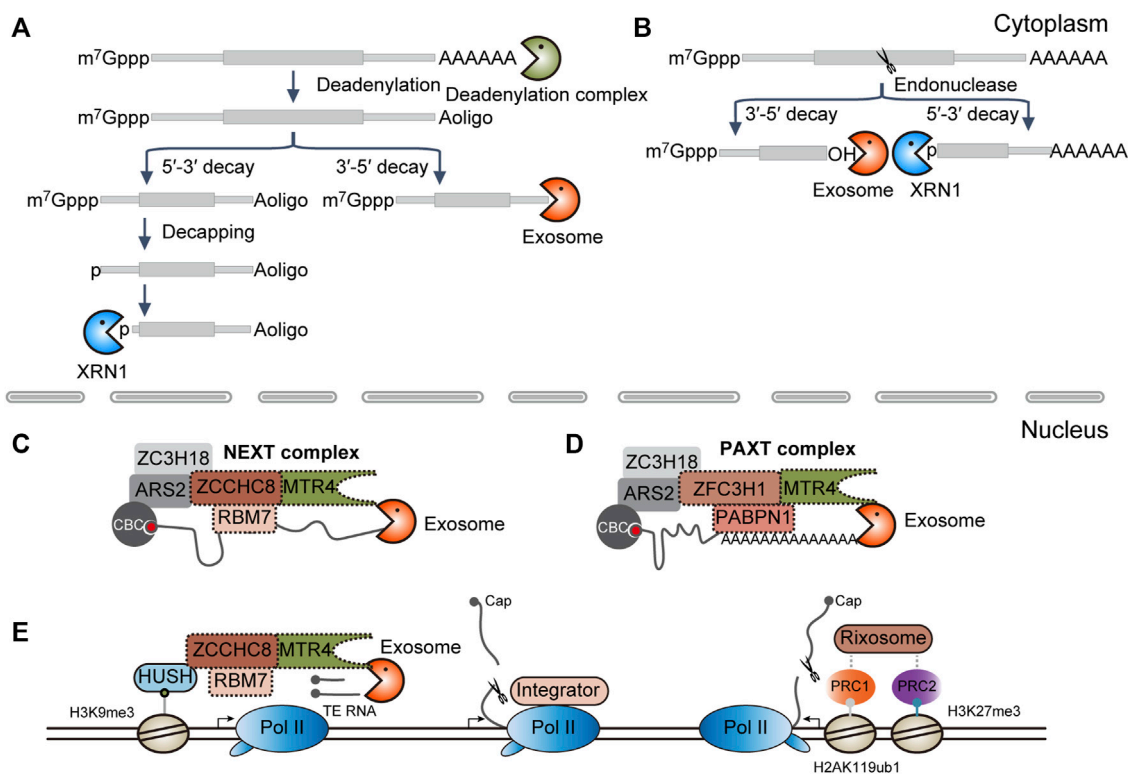 A
m⁷Gppp
AAAAAA
Deadenylation
Deadenylation complex
m⁷Gppp
Aoligo
5′-3′ decay
3′-5′ decay
m⁷Gppp
Aoligo
m⁷Gppp
Exosome
Decapping
p
Aoligo
p
Aoligo
XRN1
B
Cytoplasm
m⁷Gppp
AAAAAA
Endonuclease
3′-5′ decay
5′-3′ decay
m⁷Gppp
OH
p
AAAAAA
Exosome
XRN1
Nucleus
C
NEXT complex
ZC3H18
ARS2
ZCCHC8
MTR4
CBC
RBM7
Exosome
D
PAXT complex
ZC3H18
ARS2
ZFC3H1
MTR4
CBC
PABPN1
AAAAAAAAAAAAAA
Exosome
E
ZCCHC8
MTR4
Exosome
HUSH
RBM7
TE RNA
H3K9me3
Pol II
Cap
Integrator
Pol II
Cap
Rixosome
PRC1
PRC2
Pol II
H3K27me3
H2AK119ub1